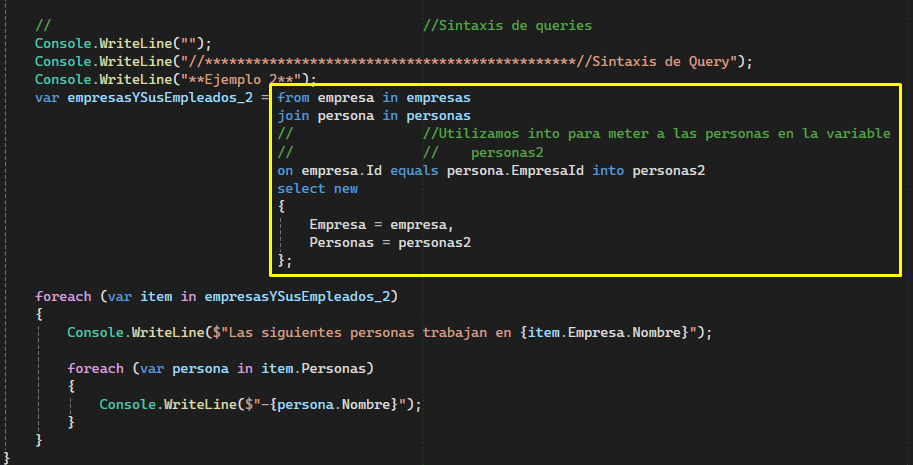 // //Sintaxis de queries
Console.WriteLine("");
Console.WriteLine("//**********************************************//Sintaxis de Query");
Console.WriteLine("**Ejemplo 2**");
var empresasYSusEmpleados_2 = from empresa in empresas
join persona in personas
// //Utilizamos into para meter a las personas en la variable
// // personas2
on empresa.Id equals persona.EmpresaId into personas2
select new
{
Empresa = empresa,
Personas = personas2
};
foreach (var item in empresasYSusEmpleados_2)
{
Console.WriteLine($"Las siguientes personas trabajan en {item.Empresa.Nombre}");
foreach (var persona in item.Personas)
{
Console.WriteLine($"-{persona.Nombre}");
}
}
}